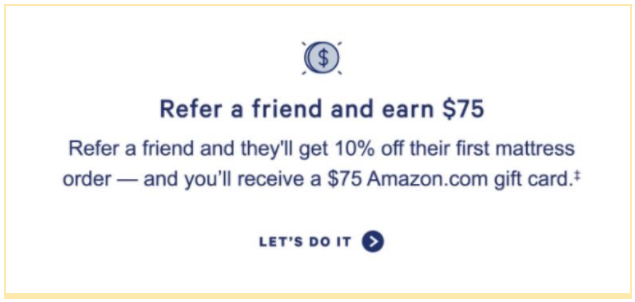 $
Refer a friend and earn $75
Refer a friend and they'll get 10% off their first mattress
order — and you’ll receive a $75 Amazon.com gift card.‡
LET'S DO IT